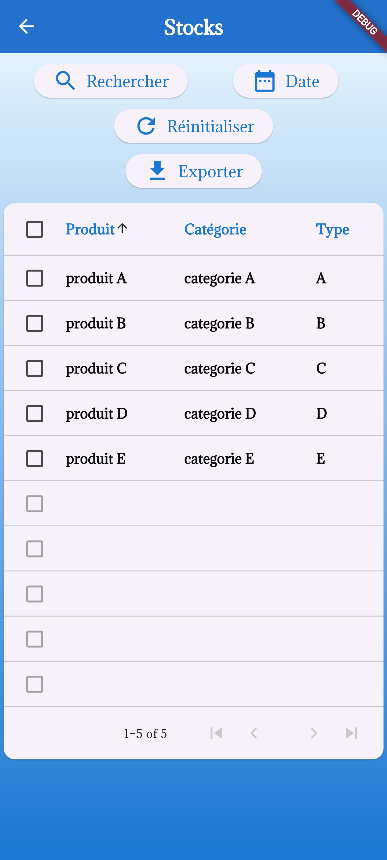 Stocks
DEBUG
Rechercher
Date
Réinitialiser
Exporter
Produit Catégorie Type
produit A categorie A A
produit B categorie B B
produit C categorie C C
produit D categorie D D
produit E categorie E E
1-5 of 5